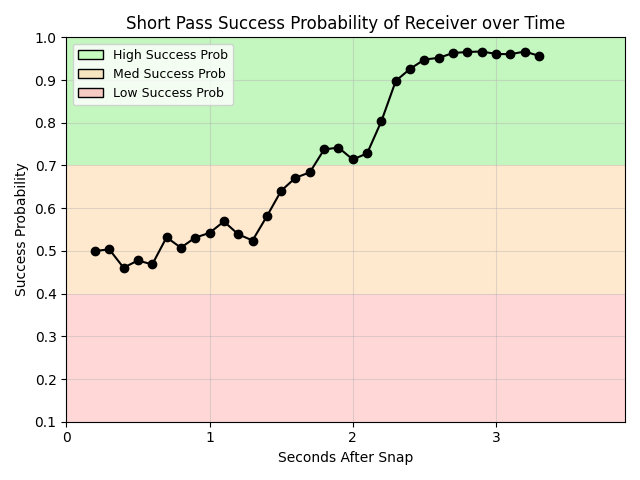 Short Pass Success Probability of Receiver over Time
High Success Prob
Med Success Prob
Low Success Prob
Success Probability
1.0
0.9
0.8
0.7
0.6
0.5
0.4
0.3
0.2
0.1
0 1 2 3
Seconds After Snap